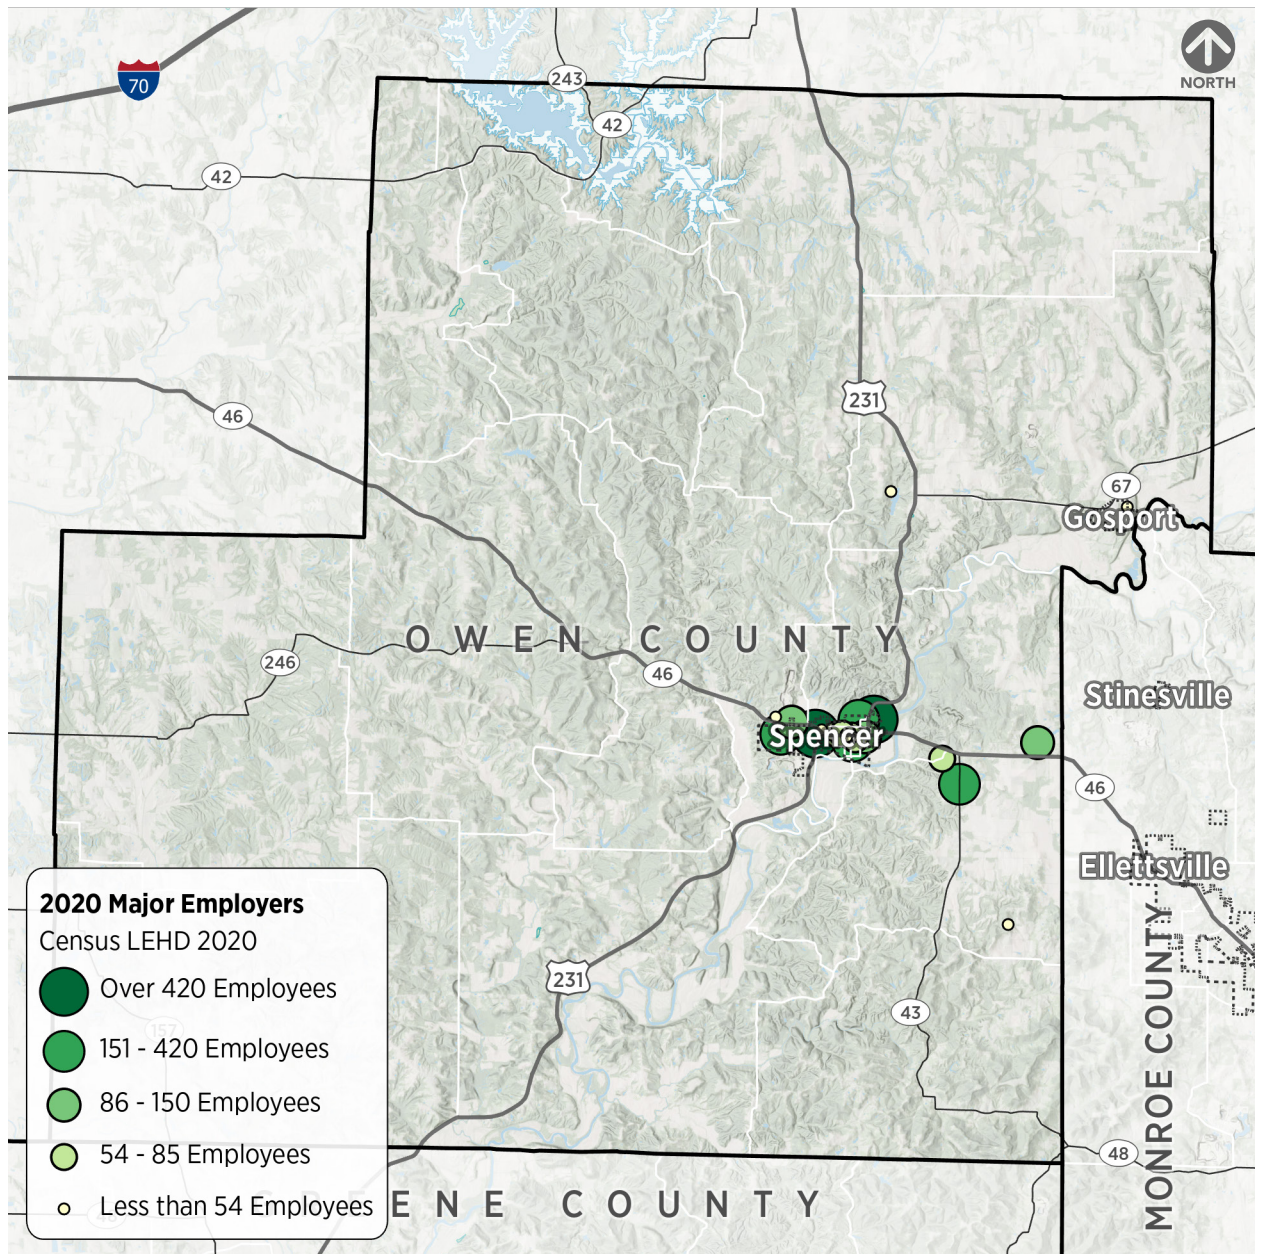 243
NORTH
70
42
42
231
46
67
Gosport
OWEN COUNTY
246
46
Stinesville
Spencer
46
Ellettsville
2020 Major Employers
Census LEHD 2020
Over 420 Employees
151 - 420 Employees
86 - 150 Employees
54 - 85 Employees
Less than 54 Employees
231
43
157
MONROE COUNTY
48
ENE COUNTY